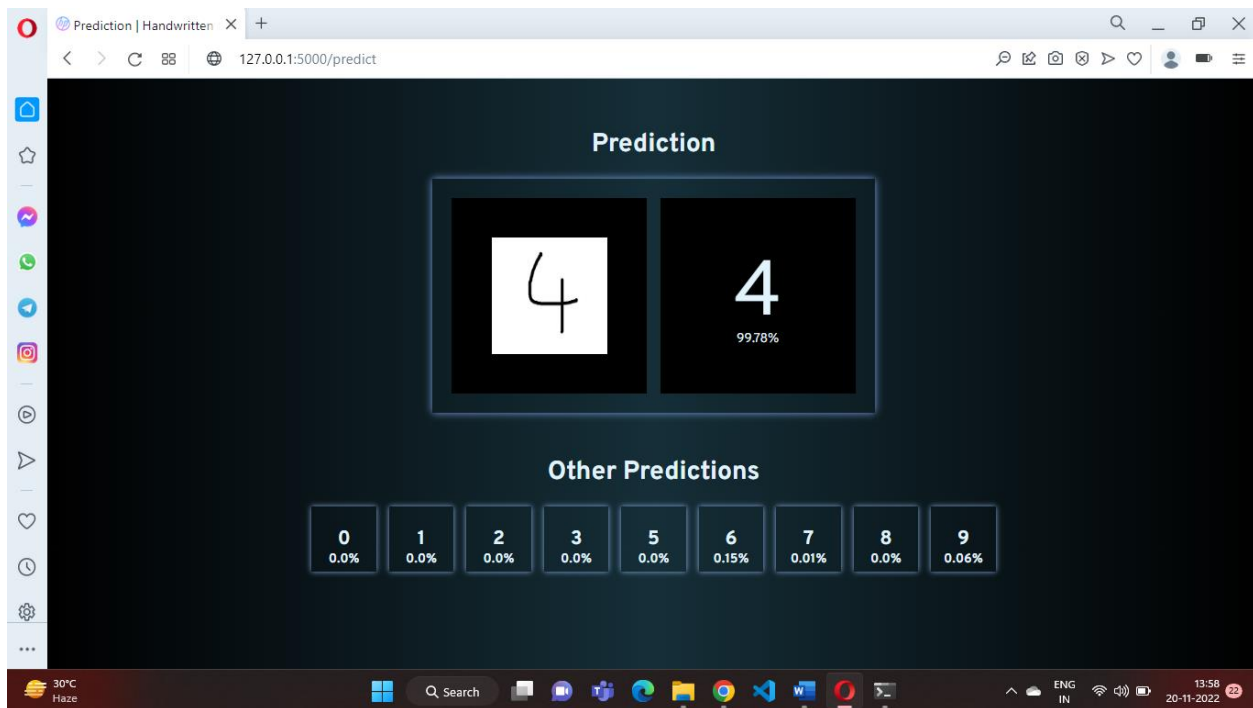 Prediction | Handwritten
127.0.0.1:5000/predict
Prediction
4
4
99.78%
Other Predictions
0 1 2 3 5 6 7 8 9
0.0% 0.0% 0.0% 0.0% 0.0% 0.15% 0.01% 0.0% 0.06%
30°C
Haze
Search
ENG
IN
13:58
20-11-2022
22